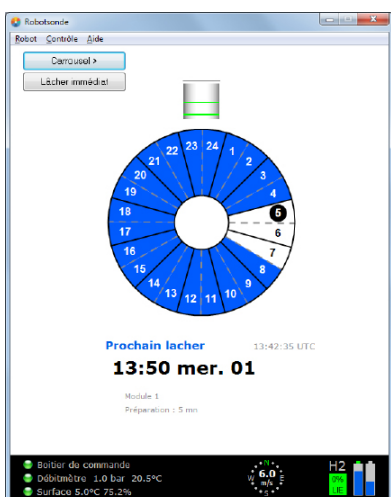 Robotsonde
Robot Contrôle Aide
Carrousel >
Lâcher immédiat
1
2
3
4
5
6
7
8
9
10
11
12
13
14
15
16
17
18
19
20
21
22
23
24
Prochain lacher 13:42:35 UTC
13:50 mer. 01
Module 1
Préparation : 5 mn
Boitier de commande
Débitmètre 1.0 bar 20.5°C
Surface 5.0°C 75.2%
N
W 6.0 E
m/s
S
H2
0%
LIE